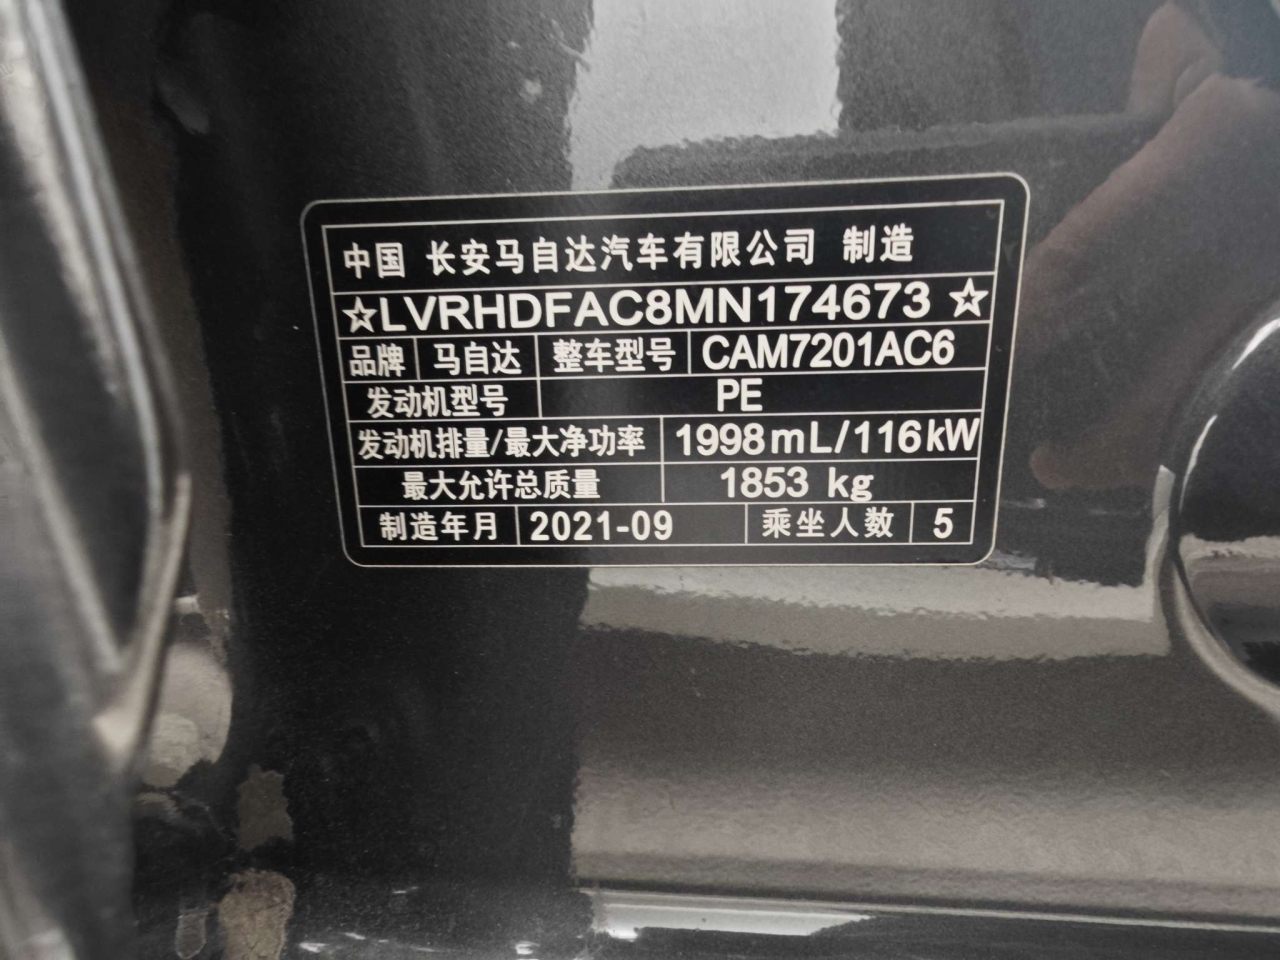 中国 长安马自达汽车有限公司 制造
☆LVRHDFAC8MN174673☆
品牌 马自达 整车型号 CAM7201AC6
发动机型号 PE
发动机排量/最大净功率 1998mL/116kW
最大允许总质量 1853 kg
制造年月 2021-09 乘坐人数 5